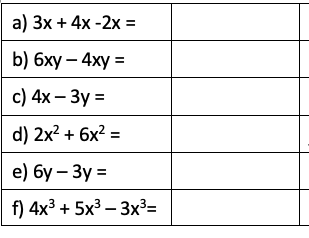 a) 3x + 4x -2x =
b) 6xy – 4xy =
c) 4x – 3y =
d) 2x² + 6x² =
e) 6y – 3y =
f) 4x³ + 5x³ – 3x³=